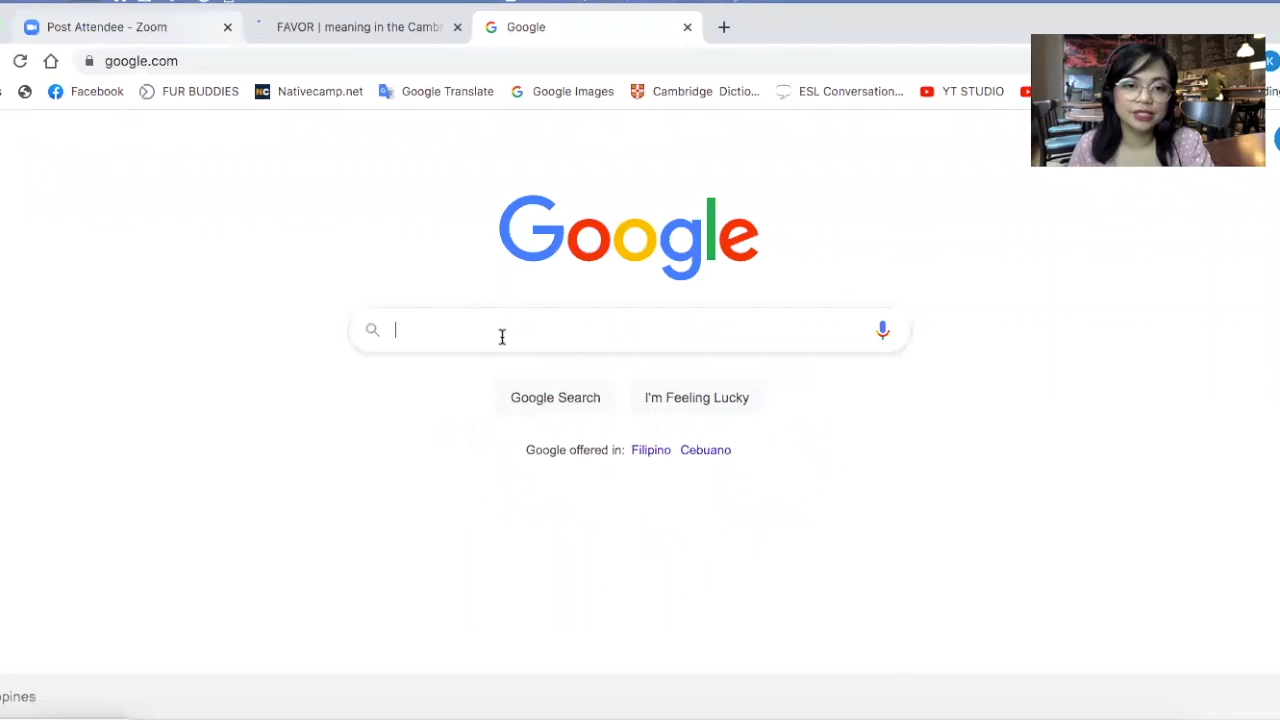 Post Attendee - Zoom
FAVOR | meaning in the Cambr
Google
google.com
Facebook
FUR BUDDIES
NC
Nativecamp.net
Google Translate
Google Images
Cambridge Dictio...
ESL Conversation...
YT STUDIO
K
Google
Google Search
I'm Feeling Lucky
Google offered in: Filipino Cebuano